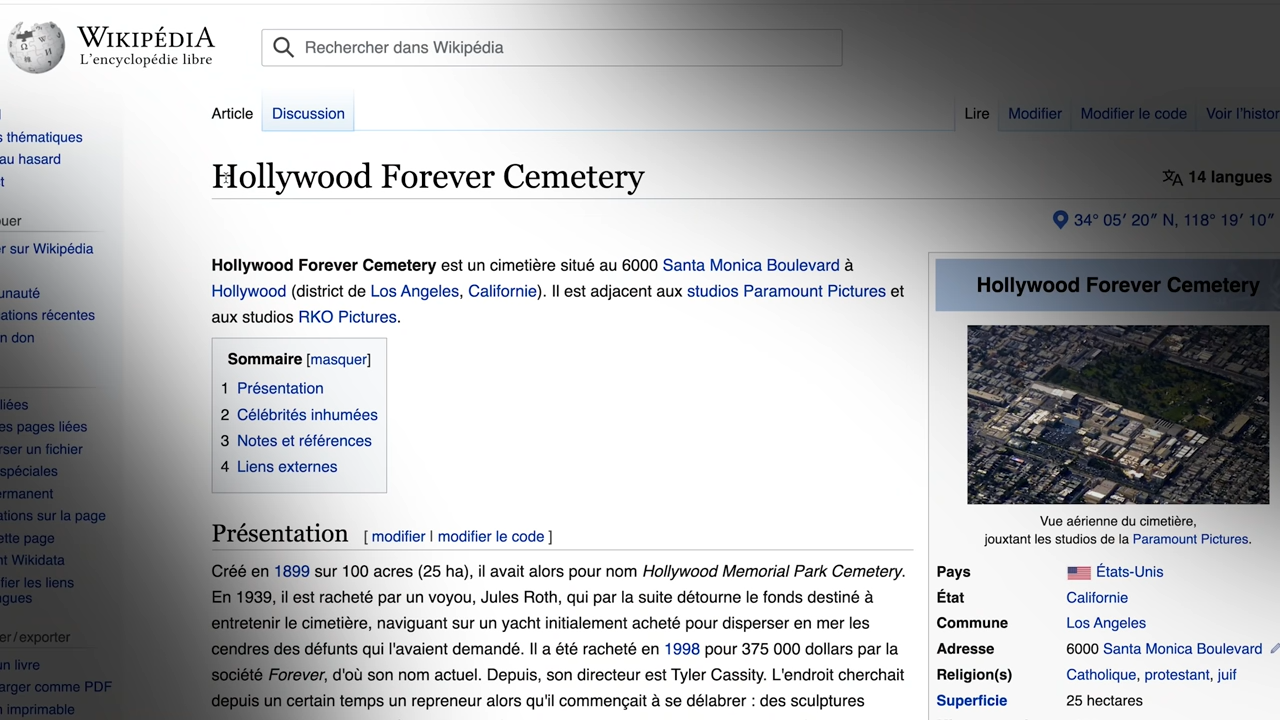 WIKIPÉDIA
L'encyclopédie libre
Rechercher dans Wikipédia
Article Discussion Lire Modifier Modifier le code Voir l'histor
s thématiques
au hasard
t
Hollywood Forever Cemetery
14 langues
uer
34° 05′ 20″ N, 118° 19′ 10″
er sur Wikipédia
nauté
ations récentes
n don
Hollywood Forever Cemetery est un cimetière situé au 6000 Santa Monica Boulevard à
Hollywood (district de Los Angeles, Californie). Il est adjacent aux studios Paramount Pictures et
aux studios RKO Pictures.
Sommaire [masquer]
1 Présentation
2 Célébrités inhumées
3 Notes et références
4 Liens externes
liées
es pages liées
rser un fichier
spéciales
ermanent
ations sur la page
ette page
nt Wikidata
fier les liens
ngues
er/exporter
un livre
arger comme PDF
n imprimable
Présentation [ modifier | modifier le code ]
Créé en 1899 sur 100 acres (25 ha), il avait alors pour nom Hollywood Memorial Park Cemetery.
En 1939, il est racheté par un voyou, Jules Roth, qui par la suite détourne le fonds destiné à
entretenir le cimetière, naviguant sur un yacht initialement acheté pour disperser en mer les
cendres des défunts qui l'avaient demandé. Il a été racheté en 1998 pour 375 000 dollars par la
société Forever, d'où son nom actuel. Depuis, son directeur est Tyler Cassity. L'endroit cherchait
depuis un certain temps un repreneur alors qu'il commençait à se délabrer : des sculptures
Hollywood Forever Cemetery
Vue aérienne du cimetière,
jouxtant les studios de la Paramount Pictures.
Pays États-Unis
État Californie
Commune Los Angeles
Adresse 6000 Santa Monica Boulevard
Religion(s) Catholique, protestant, juif
Superficie 25 hectares